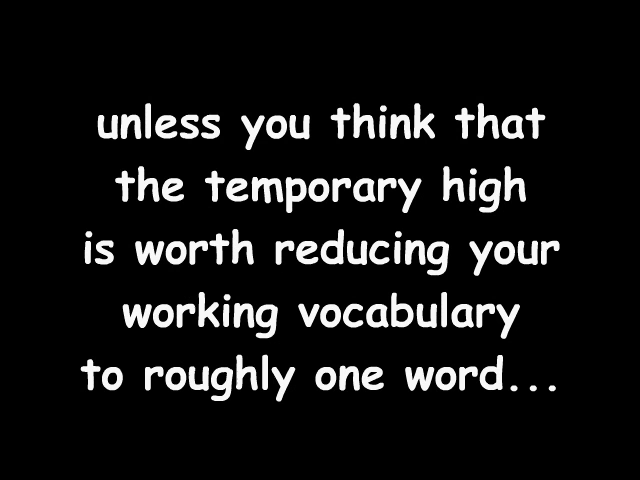 unless you think that
the temporary high
is worth reducing your
working vocabulary
to roughly one word...